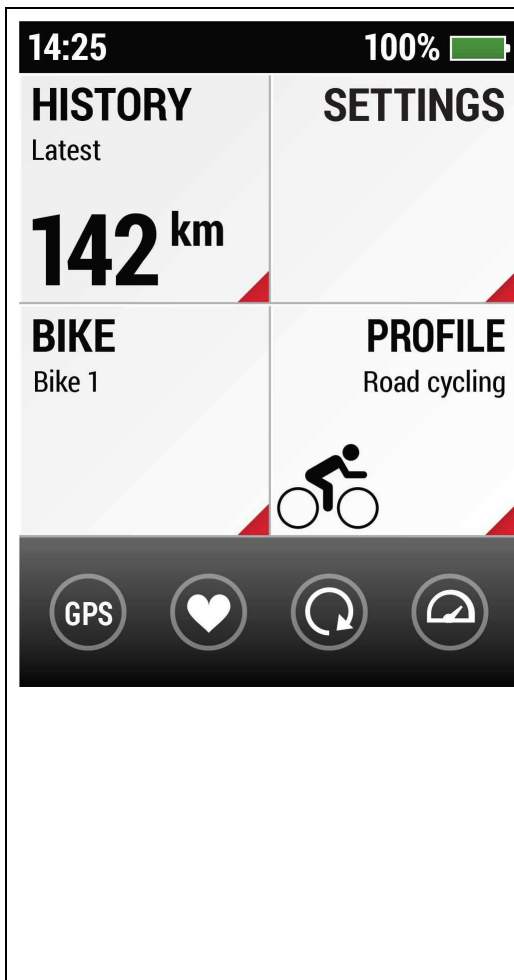 14:25 100%
HISTORY
Latest
142 km
SETTINGS
BIKE
Bike 1
PROFILE
Road cycling
GPS